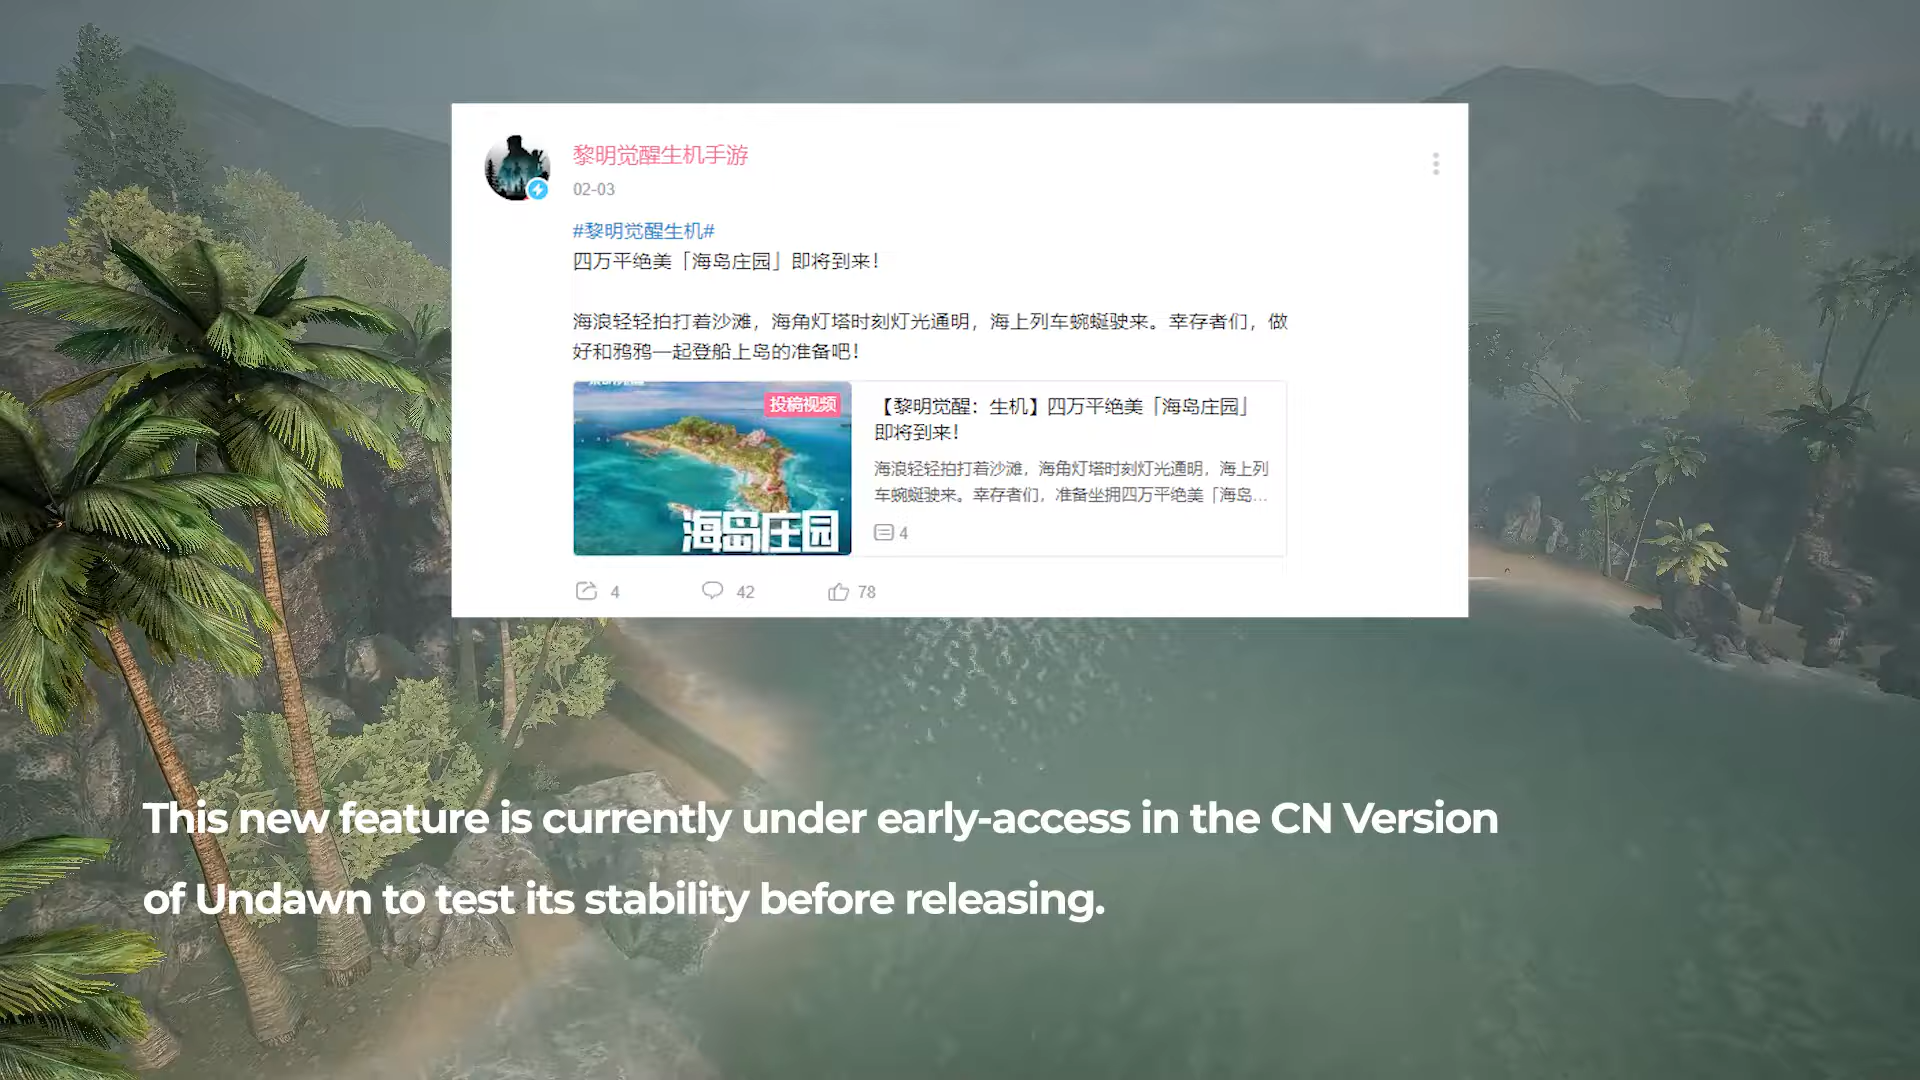 黎明觉醒生机手游
02-03
#黎明觉醒生机#
四万平绝美「海岛庄园」即将到来！
海浪轻轻拍打着沙滩，海角灯塔时刻灯光通明，海上列车蜿蜒驶来。幸存者们，做
好和鸦鸦一起登船上岛的准备吧！
投稿视频
海岛庄园
【黎明觉醒：生机】四万平绝美「海岛庄园」
即将到来！
海浪轻轻拍打着沙滩，海角灯塔时刻灯光通明，海上列
车蜿蜒驶来。幸存者们，准备坐拥四万平绝美「海岛...
4
4 42 78
This new feature is currently under early-access in the CN Version
of Undawn to test its stability before releasing.